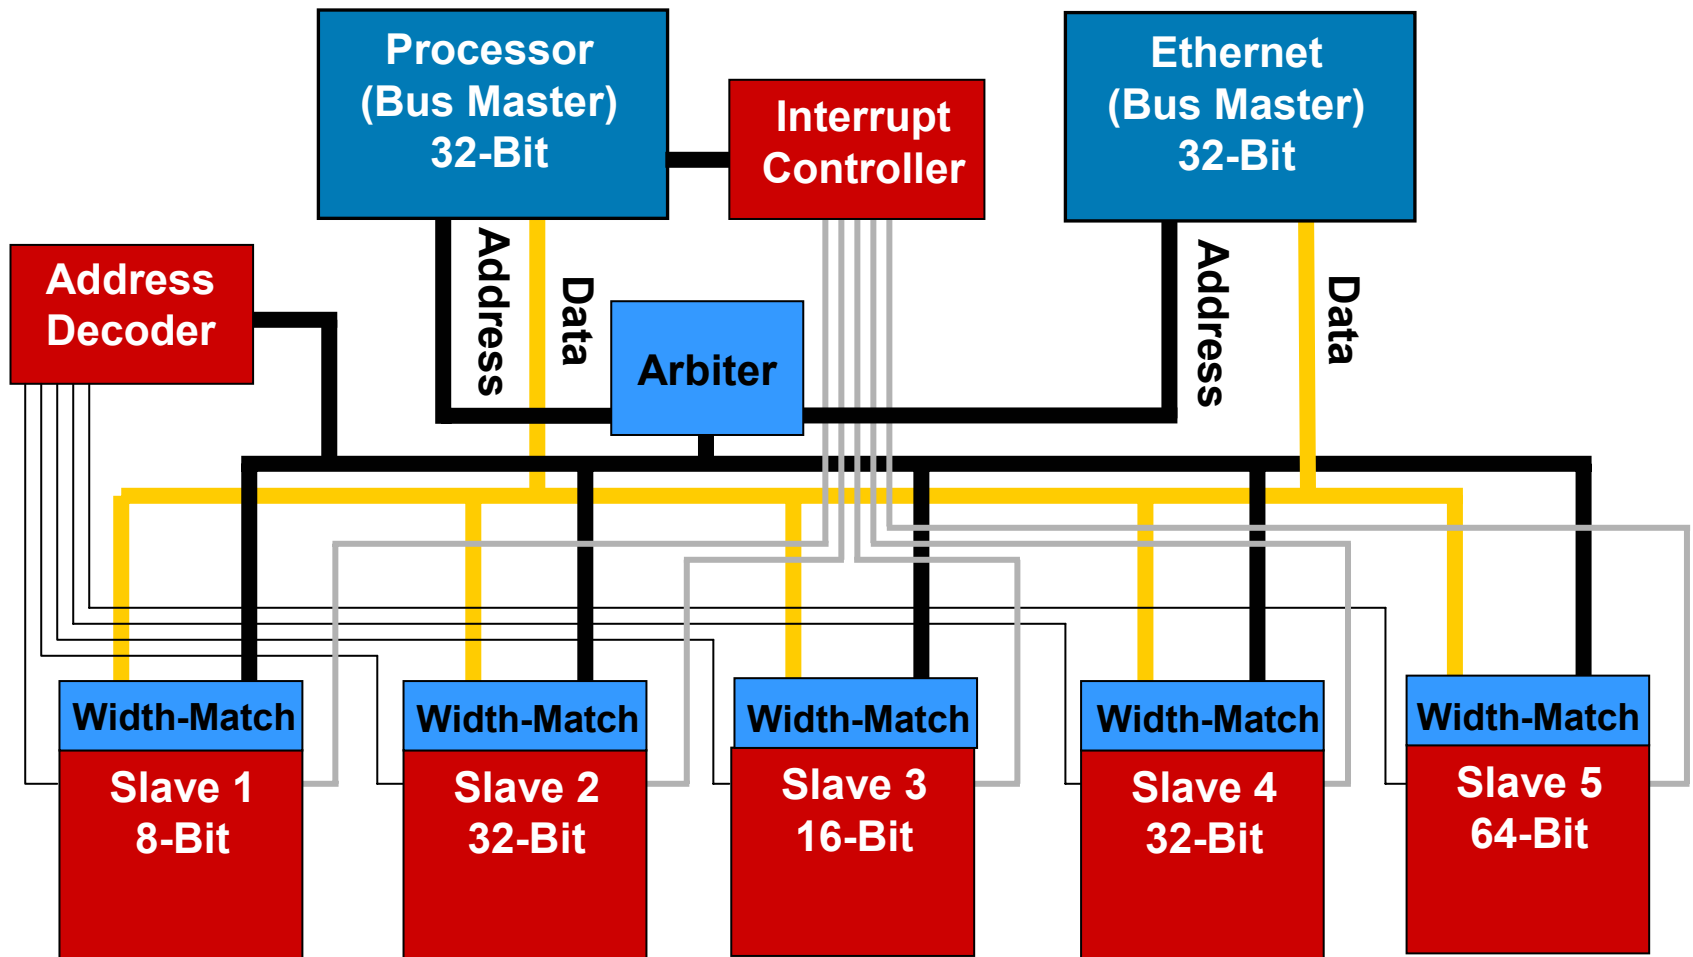 Processor
(Bus Master)
32-Bit
Interrupt
Controller
Ethernet
(Bus Master)
32-Bit
Address
Decoder
Address
Data
Arbiter
Address
Data
Width-Match
Slave 1
8-Bit
Width-Match
Slave 2
32-Bit
Width-Match
Slave 3
16-Bit
Width-Match
Slave 4
32-Bit
Width-Match
Slave 5
64-Bit